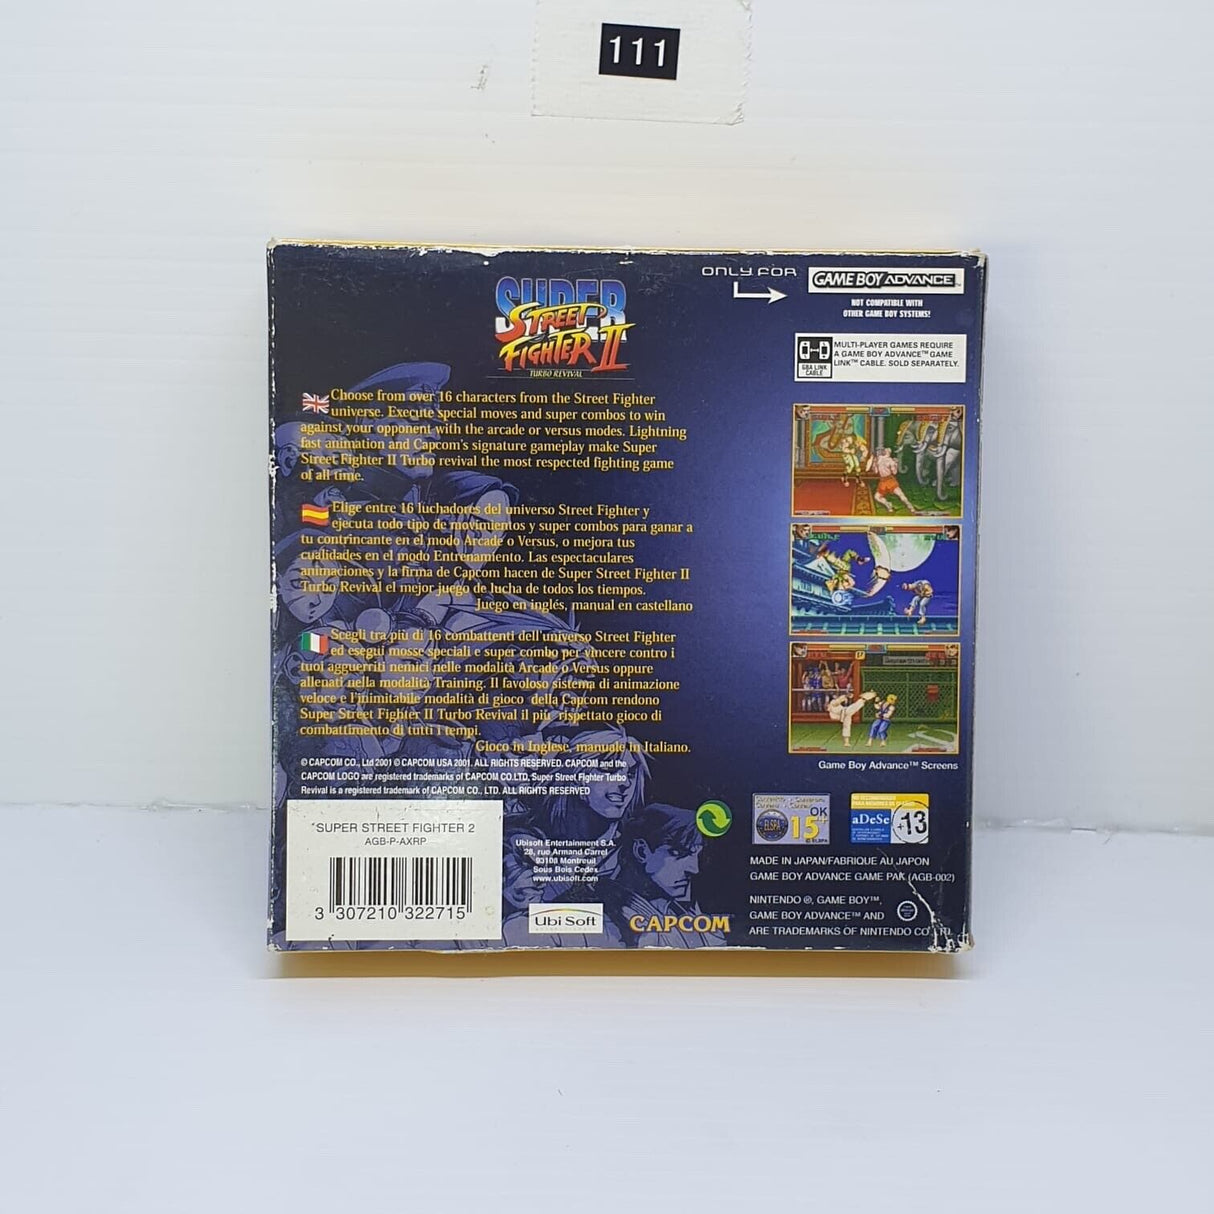 111
ONLY FOR
GAME BOY ADVANCE™
NOT COMPATIBLE WITH
OTHER GAME BOY SYSTEMS!
GBA LINK
CABLE
MULTI-PLAYER GAMES REQUIRE
A GAME BOY ADVANCE™ GAME
LINK™ CABLE. SOLD SEPARATELY.
SUPER
STREET
FIGHTER II
TURBO REVIVAL
Choose from over 16 characters from the Street Fighter
universe. Execute special moves and super combos to win
against your opponent with the arcade or versus modes. Lightning
fast animation and Capcom's signature gameplay make Super
Street Fighter II Turbo revival the most respected fighting game
of all time.
Elige entre 16 luchadores del universo Street Fighter y
ejecuta todo tipo de movimientos y super combos para ganar a
tu contrincante en el modo Arcade o Versus, o mejora tus
cualidades en el modo Entrenamiento. Las espectaculares
animaciones y la firma de Capcom hacen de Super Street Fighter II
Turbo Revival el mejor juego de lucha de todos los tiempos.
Juego en inglés, manual en castellano
Scegli tra più di 16 combattenti dell'universo Street Fighter
ed esegui mosse speciali e super combo per vincere contro i
tuoi agguerriti nemici nelle modalità Arcade o Versus oppure
allenati nella modalità Training. Il favoloso sistema di animazione
veloce e l'inimitabile modalità di gioco della Capcom rendono
Super Street Fighter II Turbo Revival il più rispettato gioco di
combattimento di tutti i tempi.
Gioco in Inglese, manuale in Italiano.
© CAPCOM CO., Ltd 2001 © CAPCOM USA 2001. ALL RIGHTS RESERVED. CAPCOM and the
CAPCOM LOGO are registered trademarks of CAPCOM CO.LTD, Super Street Fighter Turbo
Revival is a registered trademark of CAPCOM CO., LTD. ALL RIGHTS RESERVED
Game Boy Advance™ Screens
SUPER STREET FIGHTER 2
AGB-P-AXRP
3 307210 322715
Ubisoft Entertainment S.A.
28, rue Armand Carrel
93108 Montreuil
Sous Bois Cedex
www.ubisoft.com
Ubi Soft
ENTERTAINMENT
CAPCOM
ELSPA
15
OK
© ELSPA
aDeSe
+13
MADE IN JAPAN/FABRIQUE AU JAPON
GAME BOY ADVANCE GAME PAK (AGB-002)
NINTENDO ®, GAME BOY™,
GAME BOY ADVANCE™ AND
ARE TRADEMARKS OF NINTENDO CO.LTD.